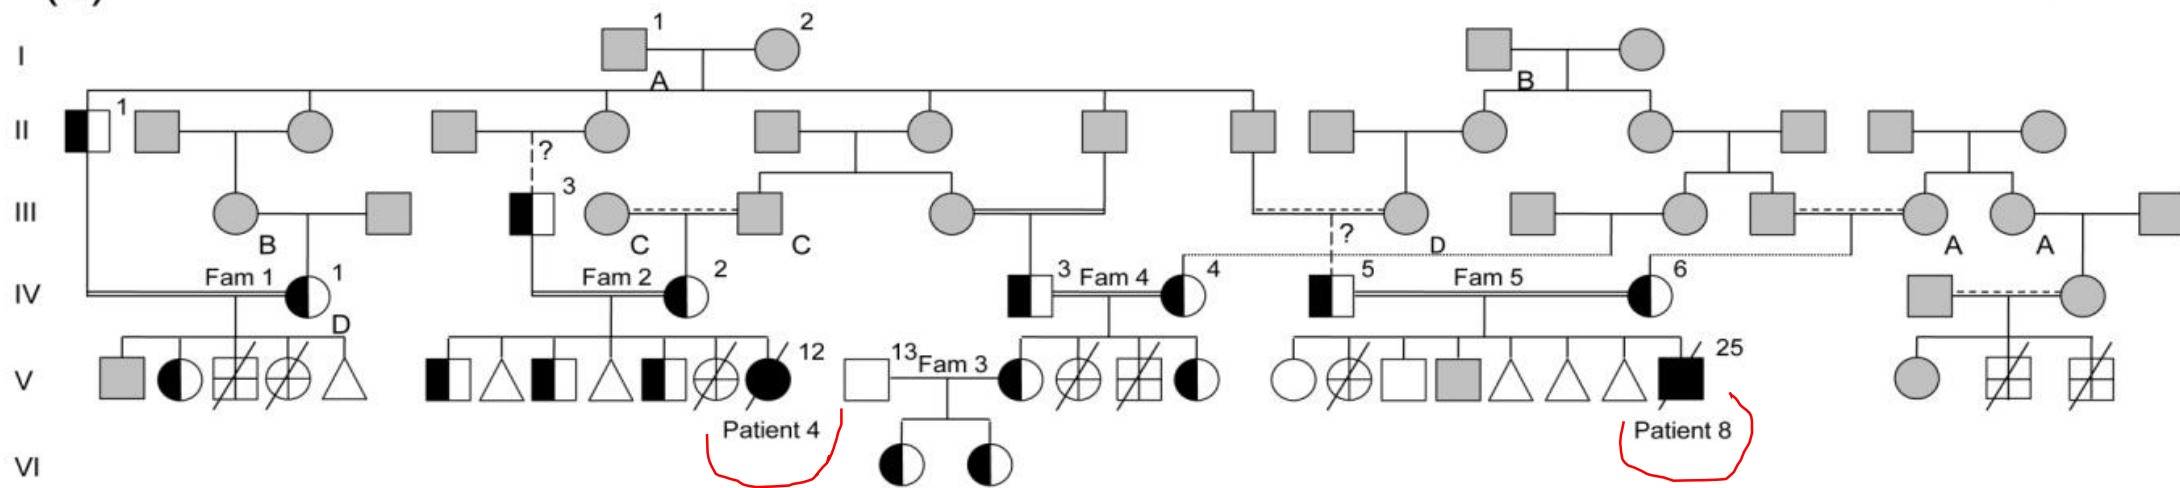 I 1 2
A B
II 1
?
III 3
B C C ? D A A
Fam 1 1 Fam 2 2 3 Fam 4 4 5 Fam 5 6
IV
D
V 12 13 Fam 3 25
Patient 4 Patient 8
VI